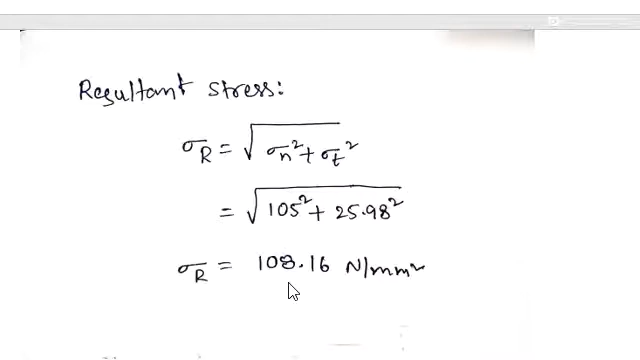 Resultant stress:
σR = √σn² + σt²
= √105² + 25.98²
σR = 108.16 N/mm²